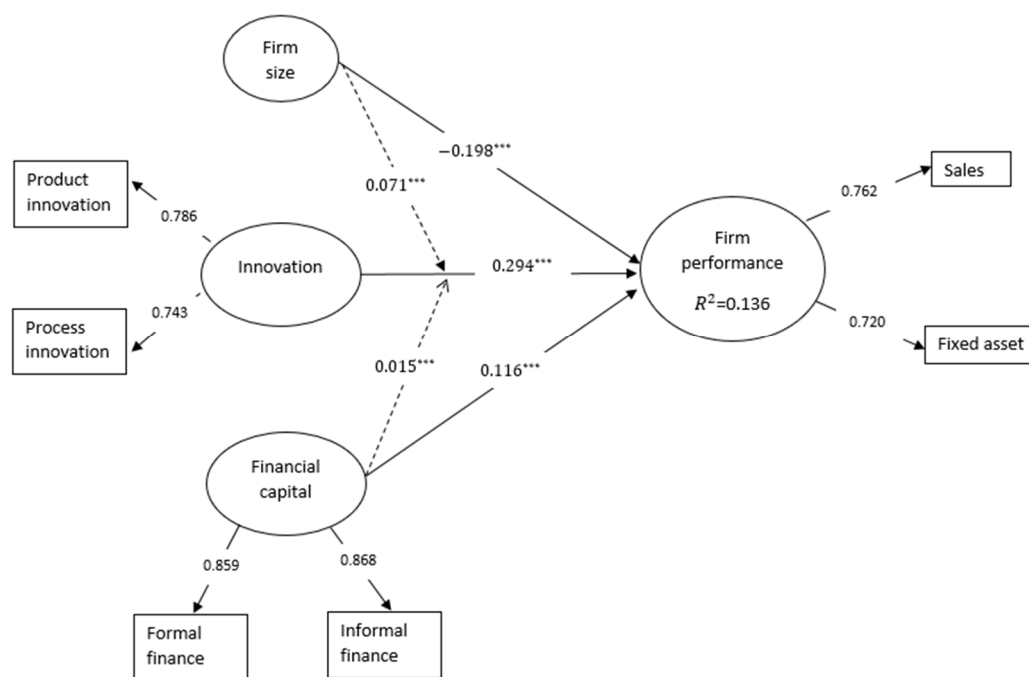 Firm
size
−0.198***
0.071***
Product
innovation
0.786
Innovation
0.743
Process
innovation
0.294***
Firm
performance
R²=0.136
0.762
Sales
0.720
Fixed asset
0.015***
0.116***
Financial
capital
0.859
0.868
Formal
finance
Informal
finance